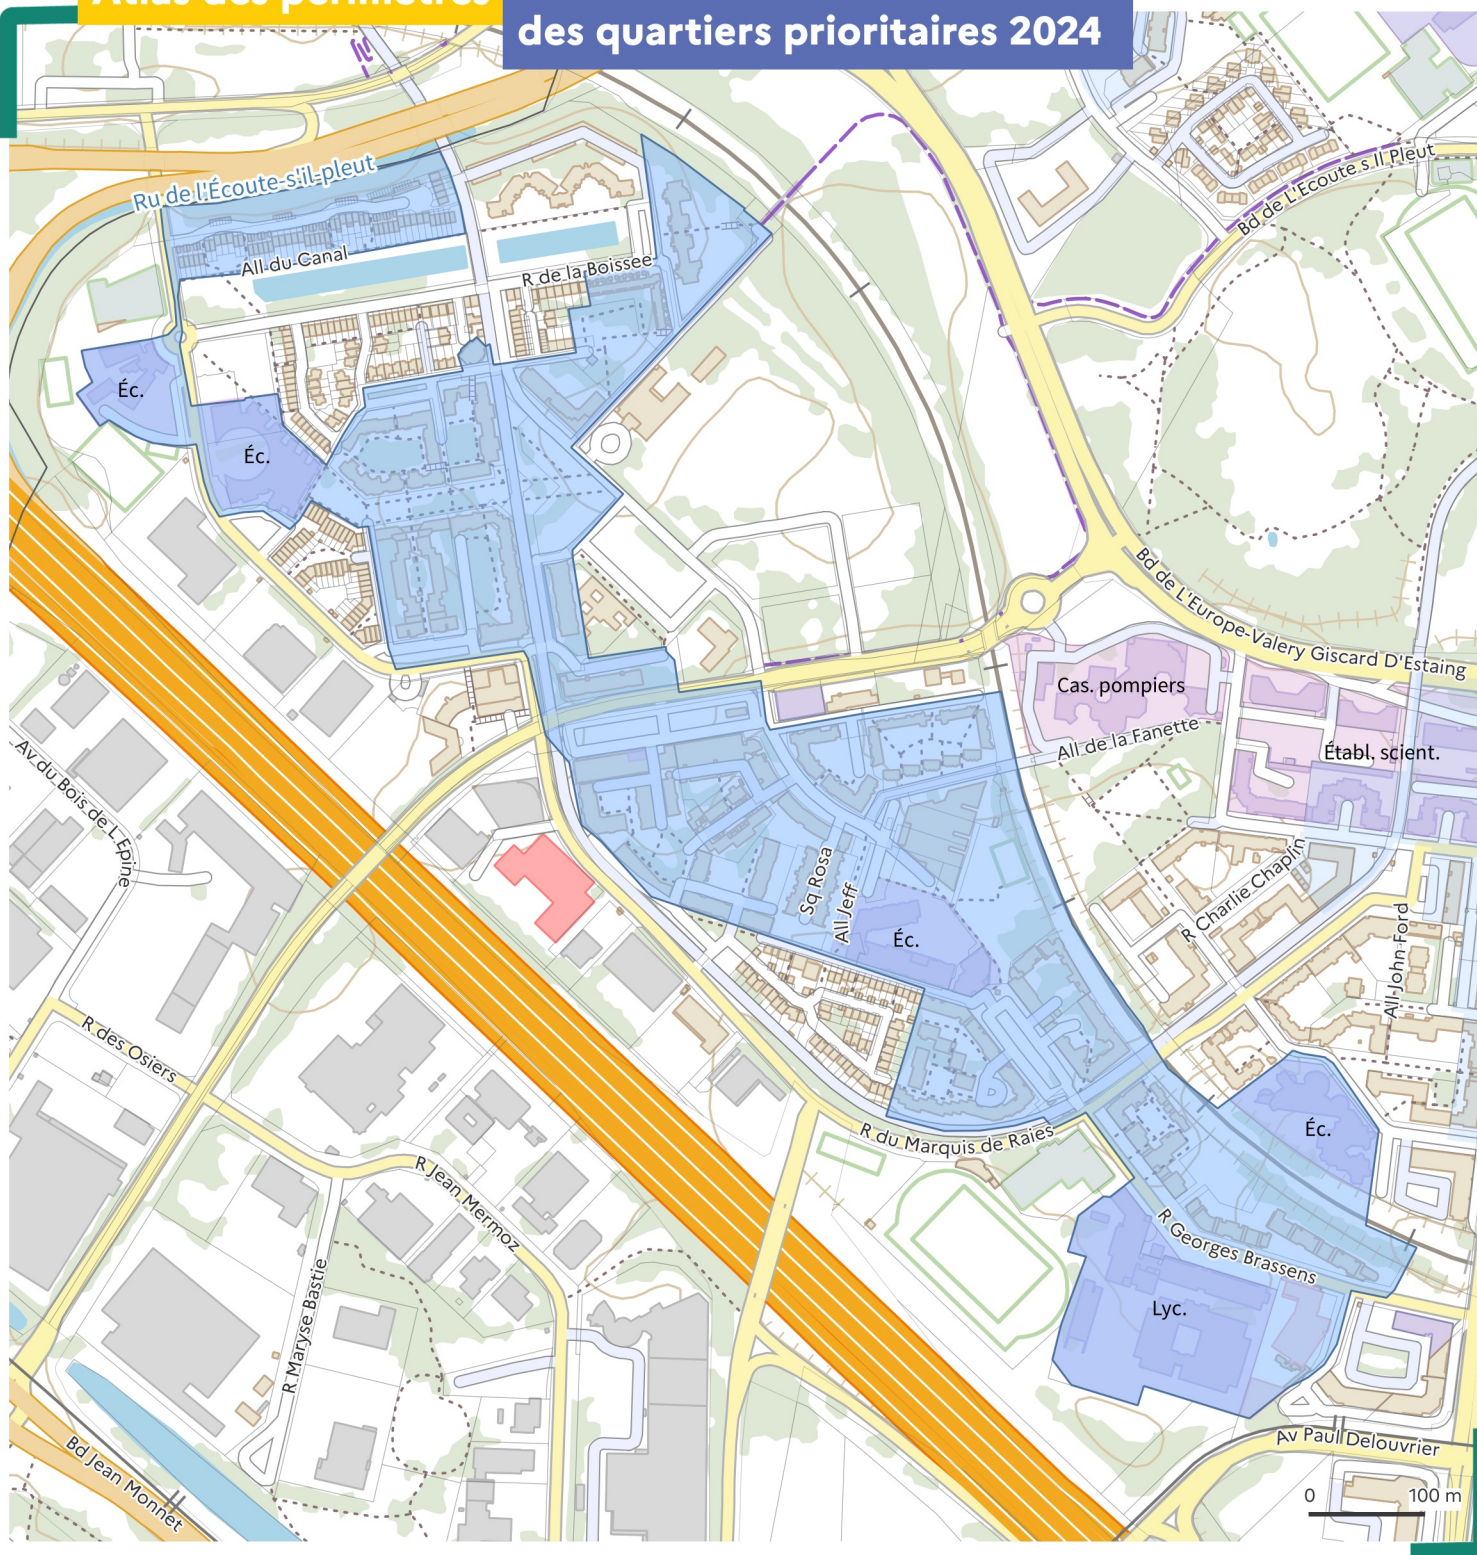 Atlas des périmètres
des quartiers prioritaires 2024
Bd de L'Ecoute s Il Pleut
Ru de l'Écoute-s'il-pleut
All du Canal
R de la Boissee
Éc.
Éc.
Bd de L'Europe-Valery Giscard D'Estaing
Cas. pompiers
All de la Fanette
Établ. scient.
Av du Bois de L'Epine
Sq Rosa
All Jeff
Éc.
R Charlie Chaplin
All John Ford
R des Osiers
R du Marquis de Raies
Éc.
R Jean Mermoz
R Georges Brassens
Lyc.
R Maryse Bastie
Av Paul Delouvrier
Bd Jean Monnet
0 100 m